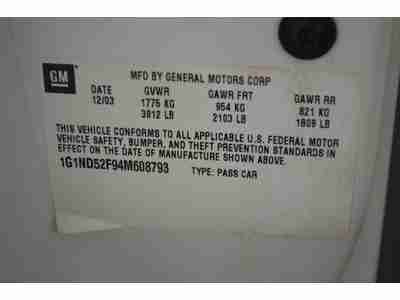 GM
MFD BY GENERAL MOTORS CORP
DATE GVWR GAWR FRT GAWR RR
12/03 1775 KG 954 KG 821 KG
3912 LB 2103 LB 1809 LB
THIS VEHICLE CONFORMS TO ALL APPLICABLE U.S. FEDERAL MOTOR
VEHICLE SAFETY, BUMPER, AND THEFT PREVENTION STANDARDS IN
EFFECT ON THE DATE OF MANUFACTURE SHOWN ABOVE.
1G1ND52F94M608793 TYPE: PASS CAR